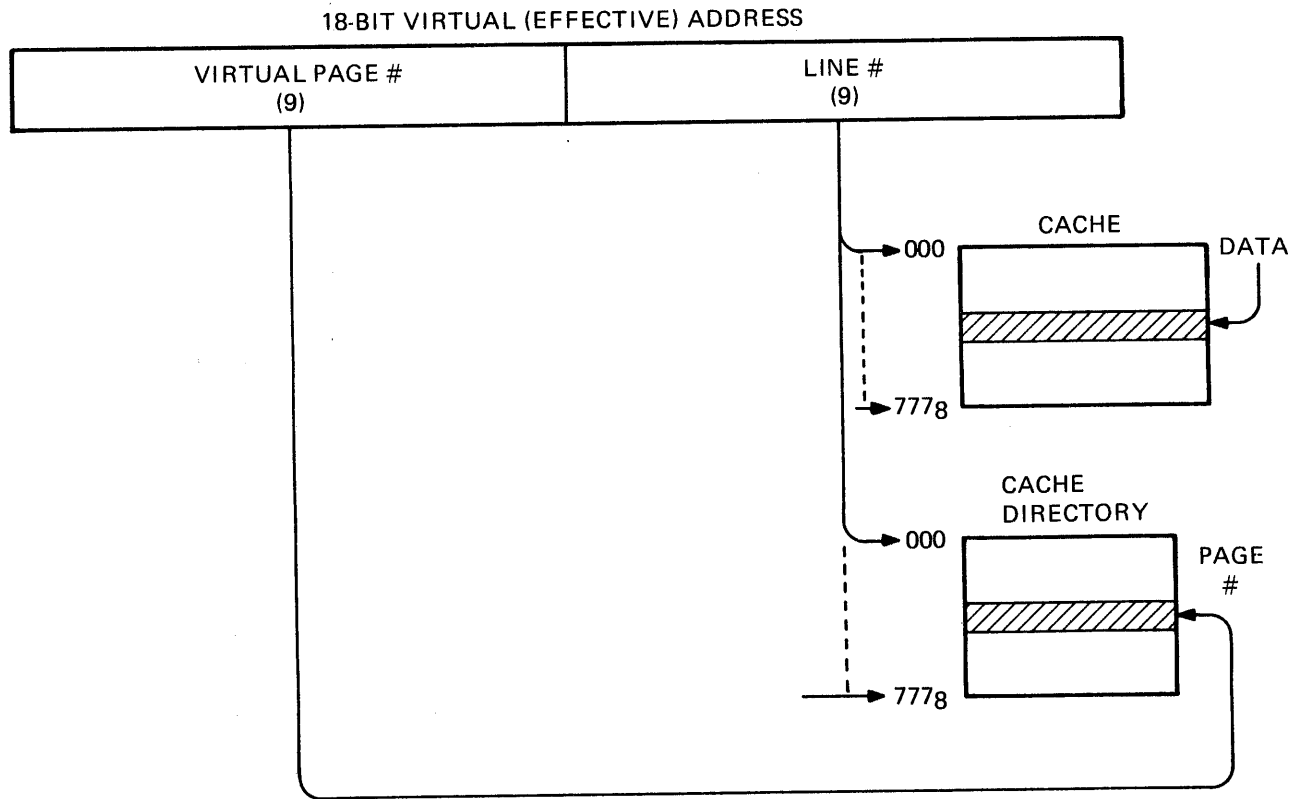 18-BIT VIRTUAL (EFFECTIVE) ADDRESS
VIRTUAL PAGE #
(9)
LINE #
(9)
CACHE
000
DATA
777₈
CACHE
DIRECTORY
000
PAGE
#
777₈